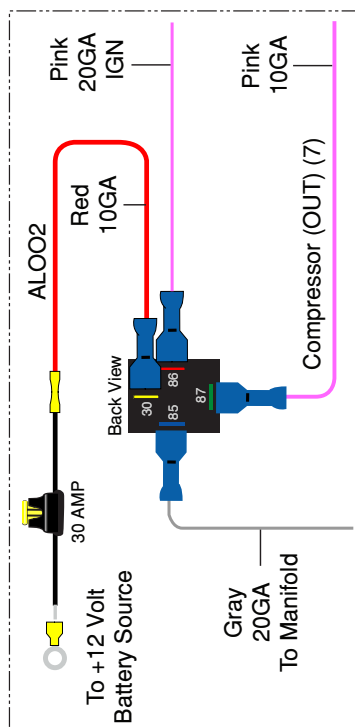 Pink
20GA
IGN
Pink
10GA
ALOO2
Red
10GA
Compressor (OUT) (7)
Back View
30
86
85
87
30 AMP
To +12 Volt
Battery Source
Gray
20GA
To Manifold